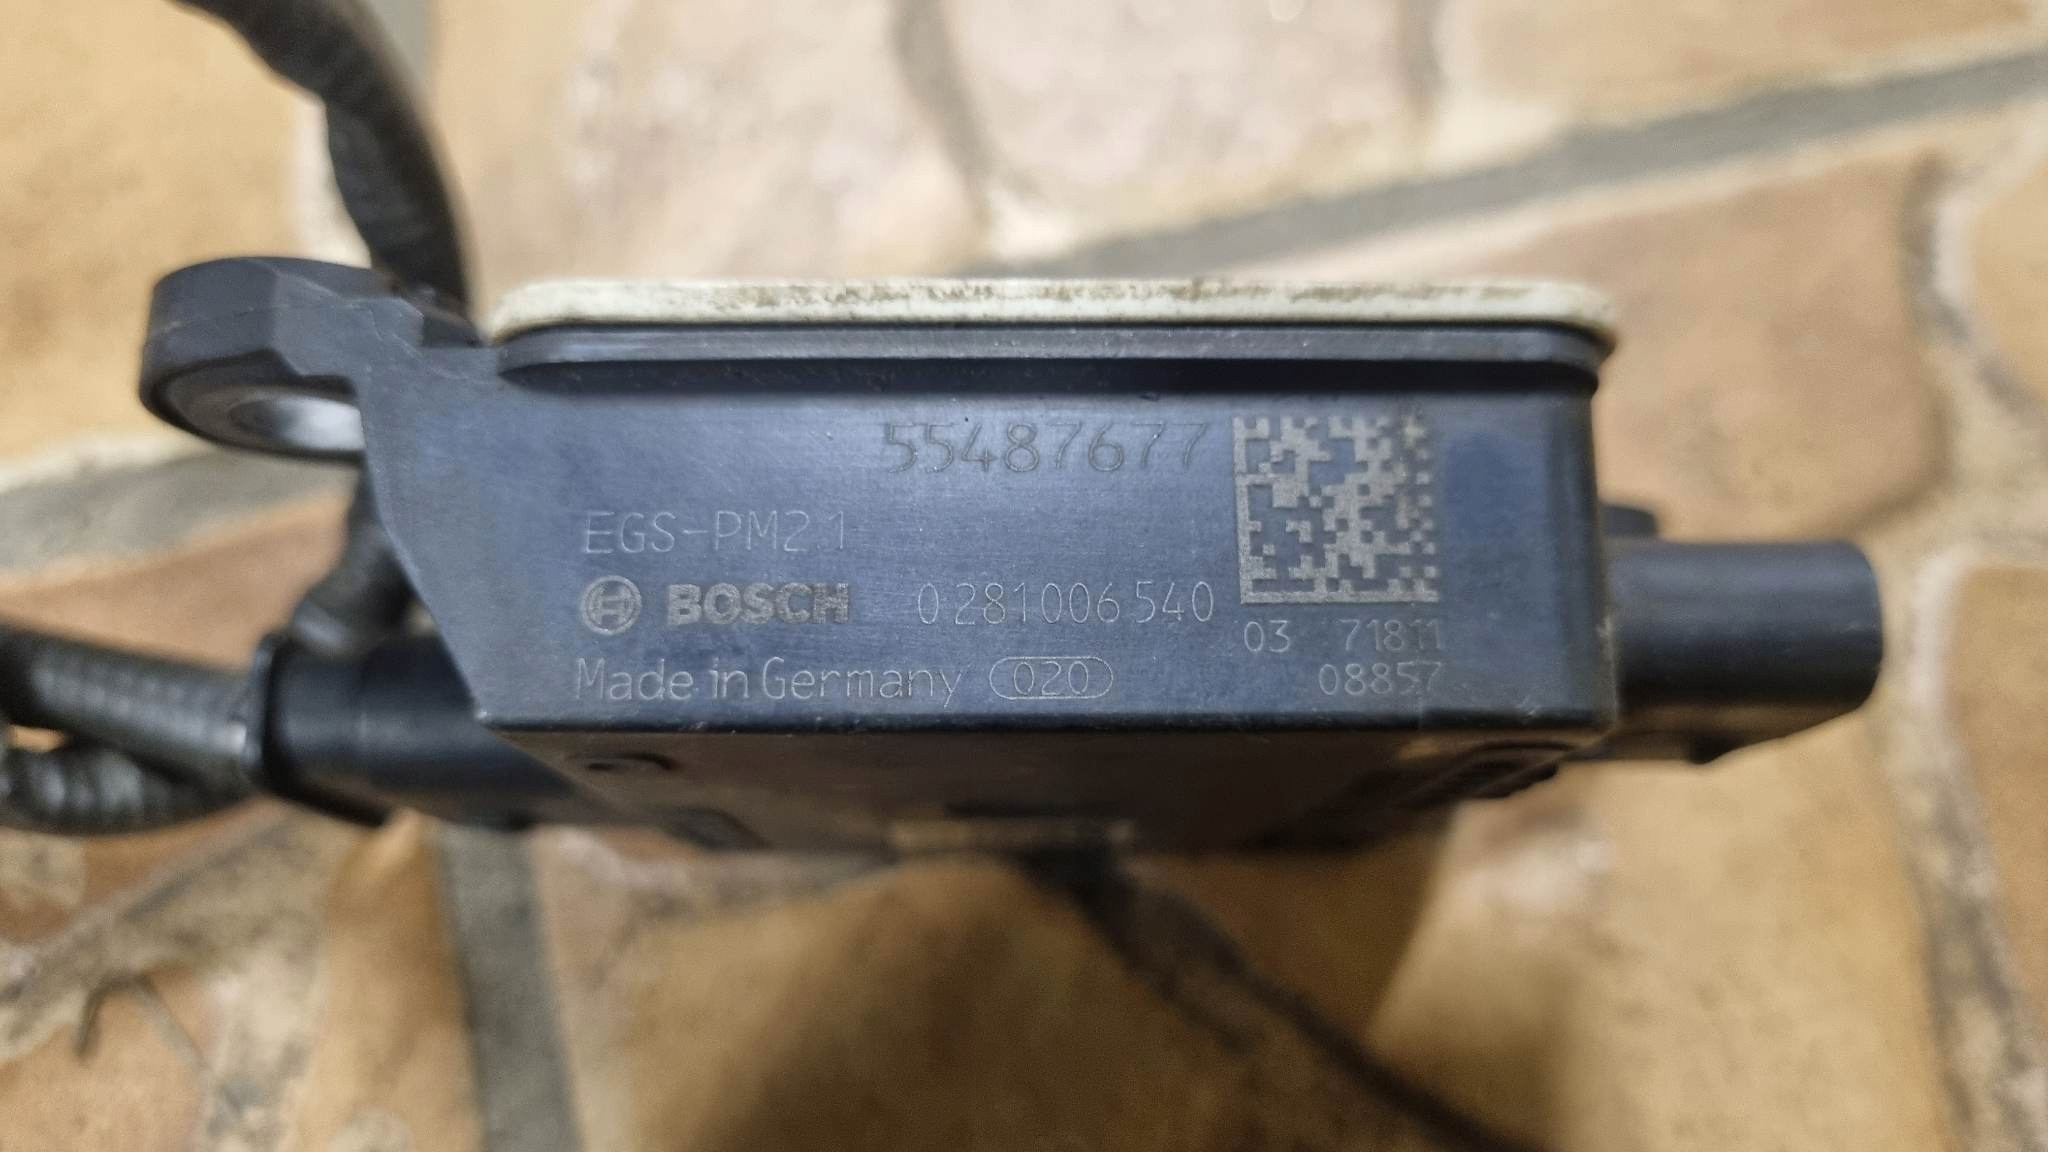 55487677
EGS-PM2.1
BOSCH 0 281 006 540
Made in Germany 020
03 71811
08857